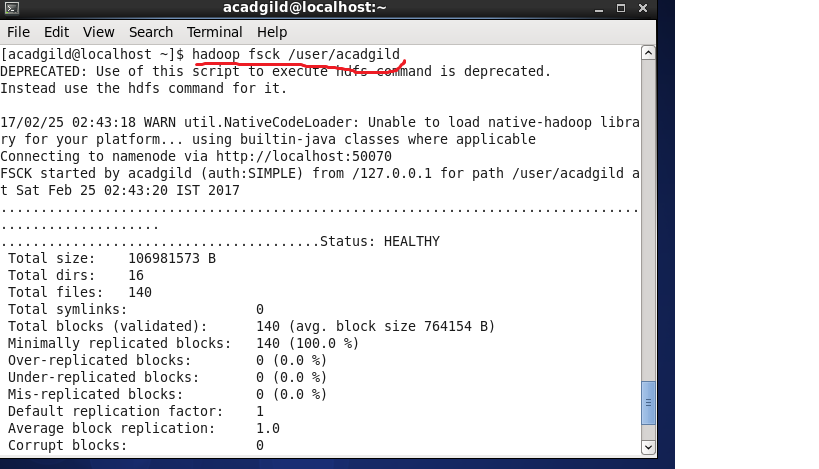 acadgild@localhost:~
File Edit View Search Terminal Help
[acadgild@localhost ~]$ hadoop fsck /user/acadgild
DEPRECATED: Use of this script to execute hdfs command is deprecated.
Instead use the hdfs command for it.
17/02/25 02:43:18 WARN util.NativeCodeLoader: Unable to load native-hadoop libra
ry for your platform... using builtin-java classes where applicable
Connecting to namenode via http://localhost:50070
FSCK started by acadgild (auth:SIMPLE) from /127.0.0.1 for path /user/acadgild a
t Sat Feb 25 02:43:20 IST 2017
................................................................................
....................
........................................Status: HEALTHY
Total size: 106981573 B
Total dirs: 16
Total files: 140
Total symlinks: 0
Total blocks (validated): 140 (avg. block size 764154 B)
Minimally replicated blocks: 140 (100.0 %)
Over-replicated blocks: 0 (0.0 %)
Under-replicated blocks: 0 (0.0 %)
Mis-replicated blocks: 0 (0.0 %)
Default replication factor: 1
Average block replication: 1.0
Corrupt blocks: 0